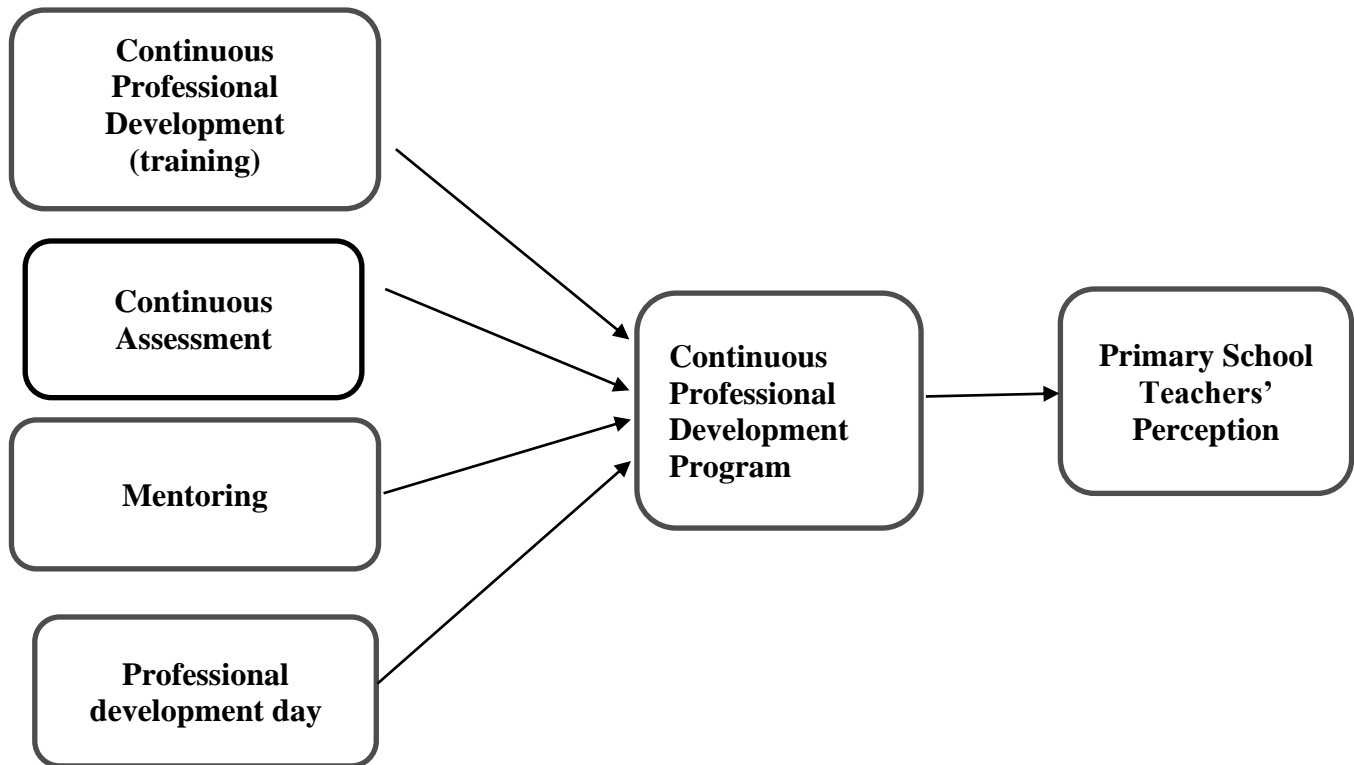 Continuous
Professional
Development
(training)
Continuous
Assessment
Mentoring
Professional
development day
Continuous
Professional
Development
Program
Primary School
Teachers’
Perception